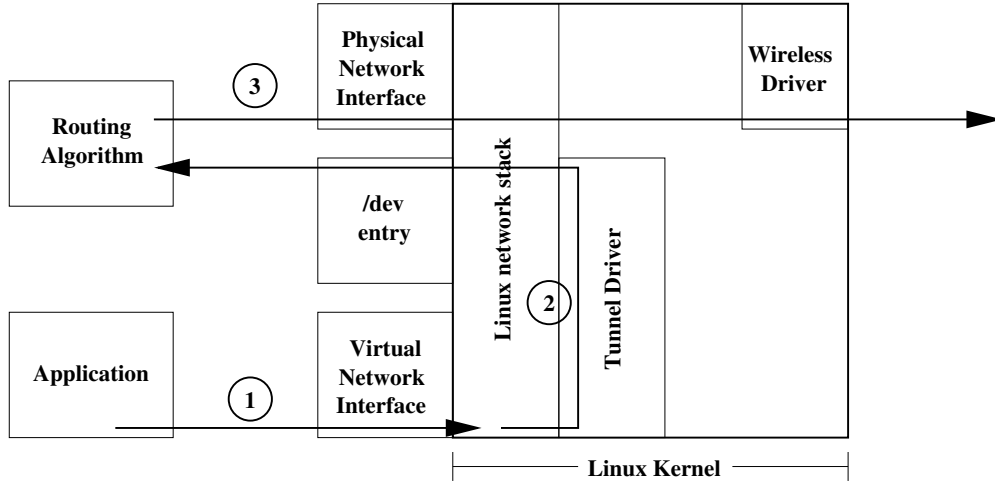 Physical
Network
Interface
Wireless
Driver
3
Routing
Algorithm
/dev
entry
Linux network stack
Tunnel Driver
2
Application
1
Virtual
Network
Interface
Linux Kernel